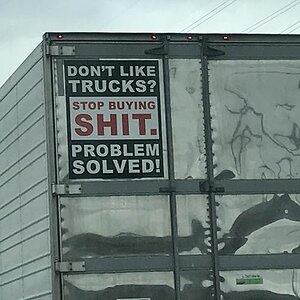 DON'T LIKE
TRUCKS?
STOP BUYING
SHIT.
PROBLEM
SOLVED!